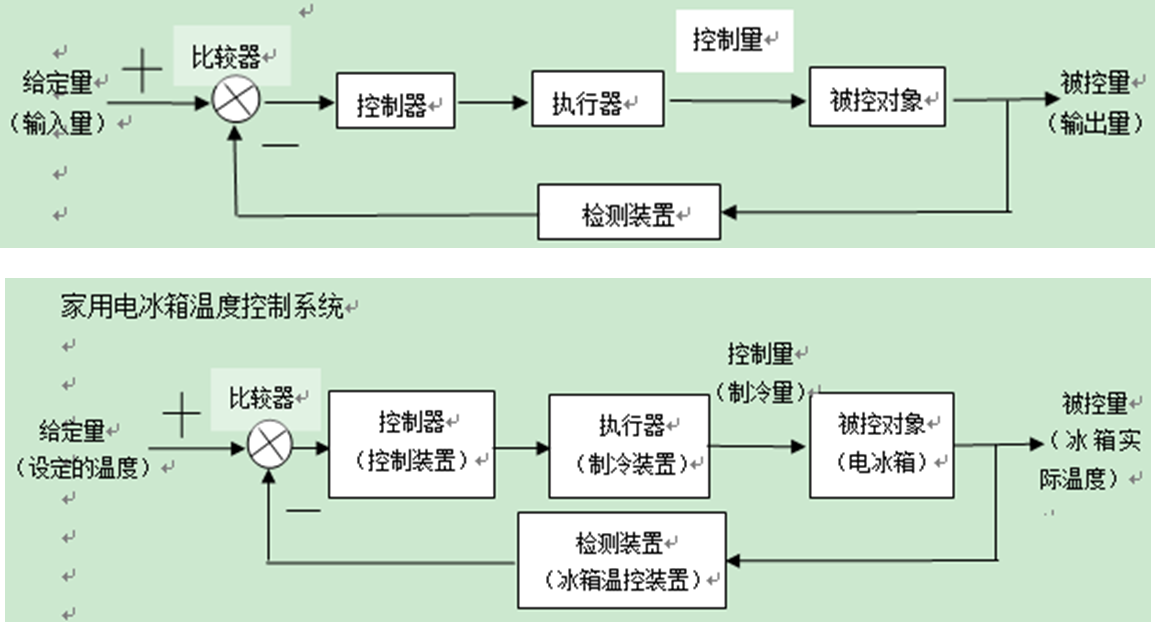 比较器
控制量
给定量
（输入量）
+
控制器
执行器
被控对象
被控量
（输出量）
—
检测装置
家用电冰箱温度控制系统
比较器
控制量
（制冷量）
给定量
（设定的温度）
+
控制器
（控制装置）
执行器
（制冷装置）
被控对象
（电冰箱）
被控量
（冰箱实
际温度）
—
检测装置
（冰箱温控装置）